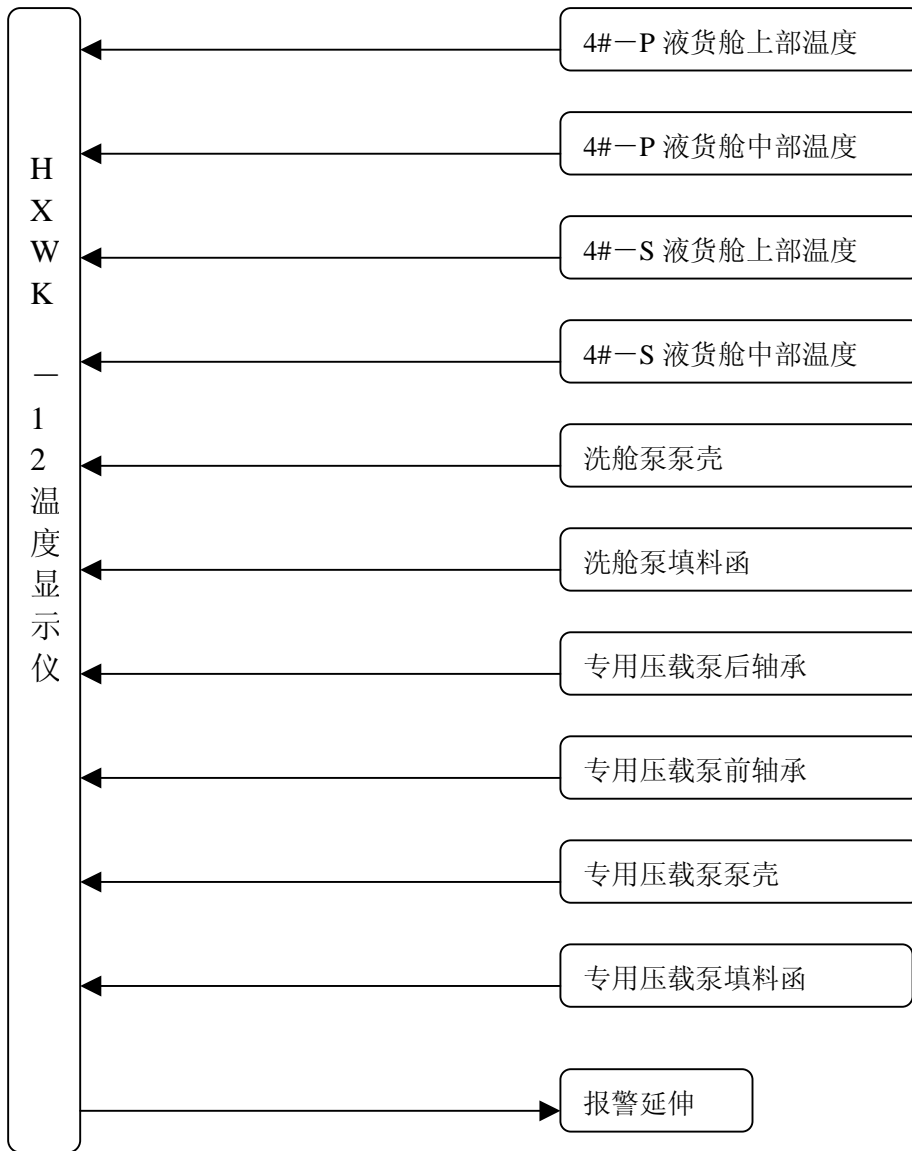 HXWK－12温度显示仪
4#－P 液货舱上部温度
4#－P 液货舱中部温度
4#－S 液货舱上部温度
4#－S 液货舱中部温度
洗舱泵泵壳
洗舱泵填料函
专用压载泵后轴承
专用压载泵前轴承
专用压载泵泵壳
专用压载泵填料函
报警延伸